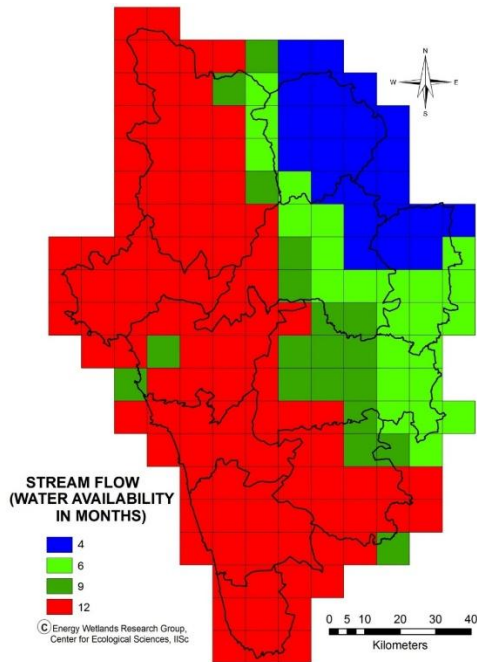 N
W E
S
STREAM FLOW
(WATER AVAILABILITY
IN MONTHS)
4
6
9
12
© Energy Wetlands Research Group,
Center for Ecological Sciences, IISc
0 5 10 20 30 40
Kilometers